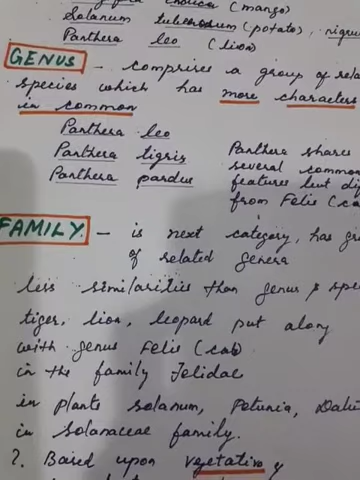 (mango)
Solanum tuberosum (potato), nigrum
Panthera leo (lion)
GENUS - comprises a group of rela
species which has more characters
in common
Panthera leo
Panthera tigris
Panthera pardus
Panthera shares
several common
features but dif
from Felis (ca
FAMILY. - is next category, has gr
of related genera
less similarities than genus & spe
tiger, lion, leopard put along
with genus Felis (cat)
in the family Felidae
in plants solanum, Petunia, Datu
in solanaceae family.
?. Based upon vegetative